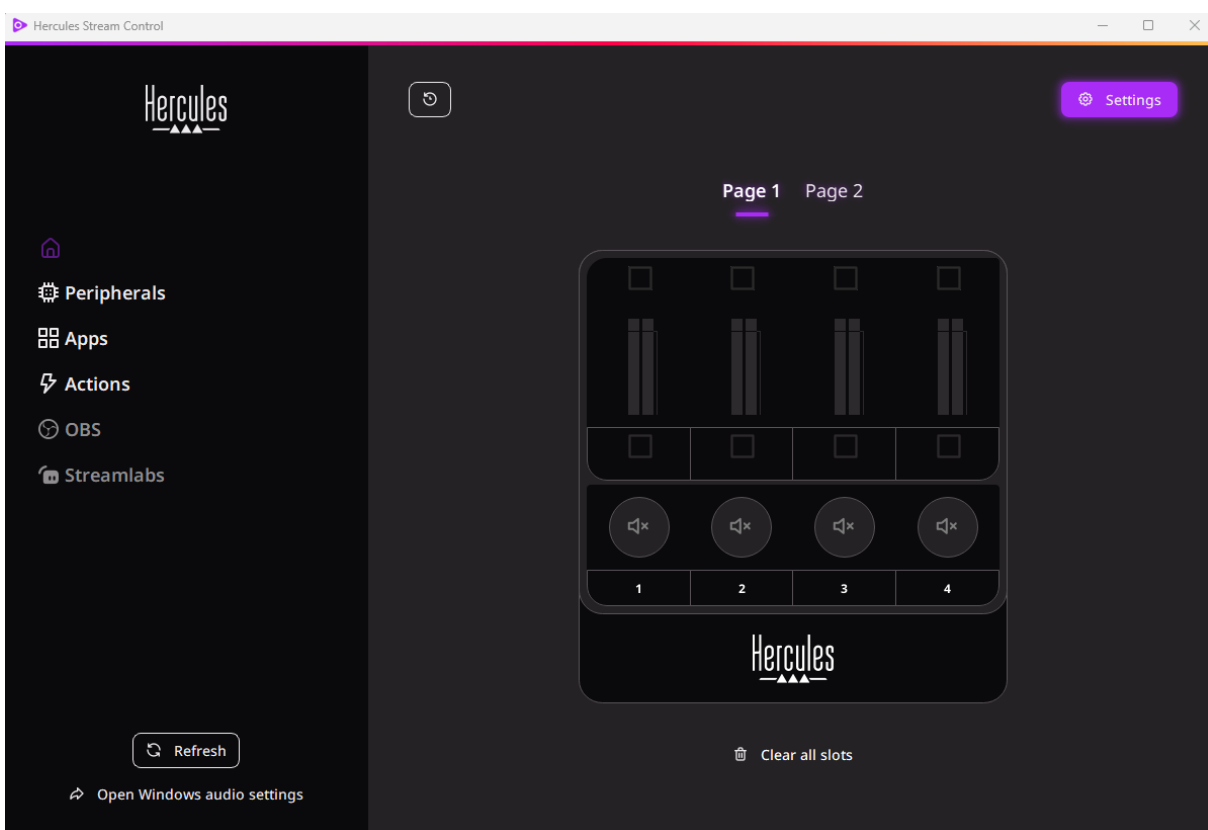 Hercules Stream Control
Hercules
Settings
Page 1 Page 2
Peripherals
Apps
Actions
OBS
Streamlabs
1 2 3 4
Hercules
Refresh
Clear all slots
Open Windows audio settings